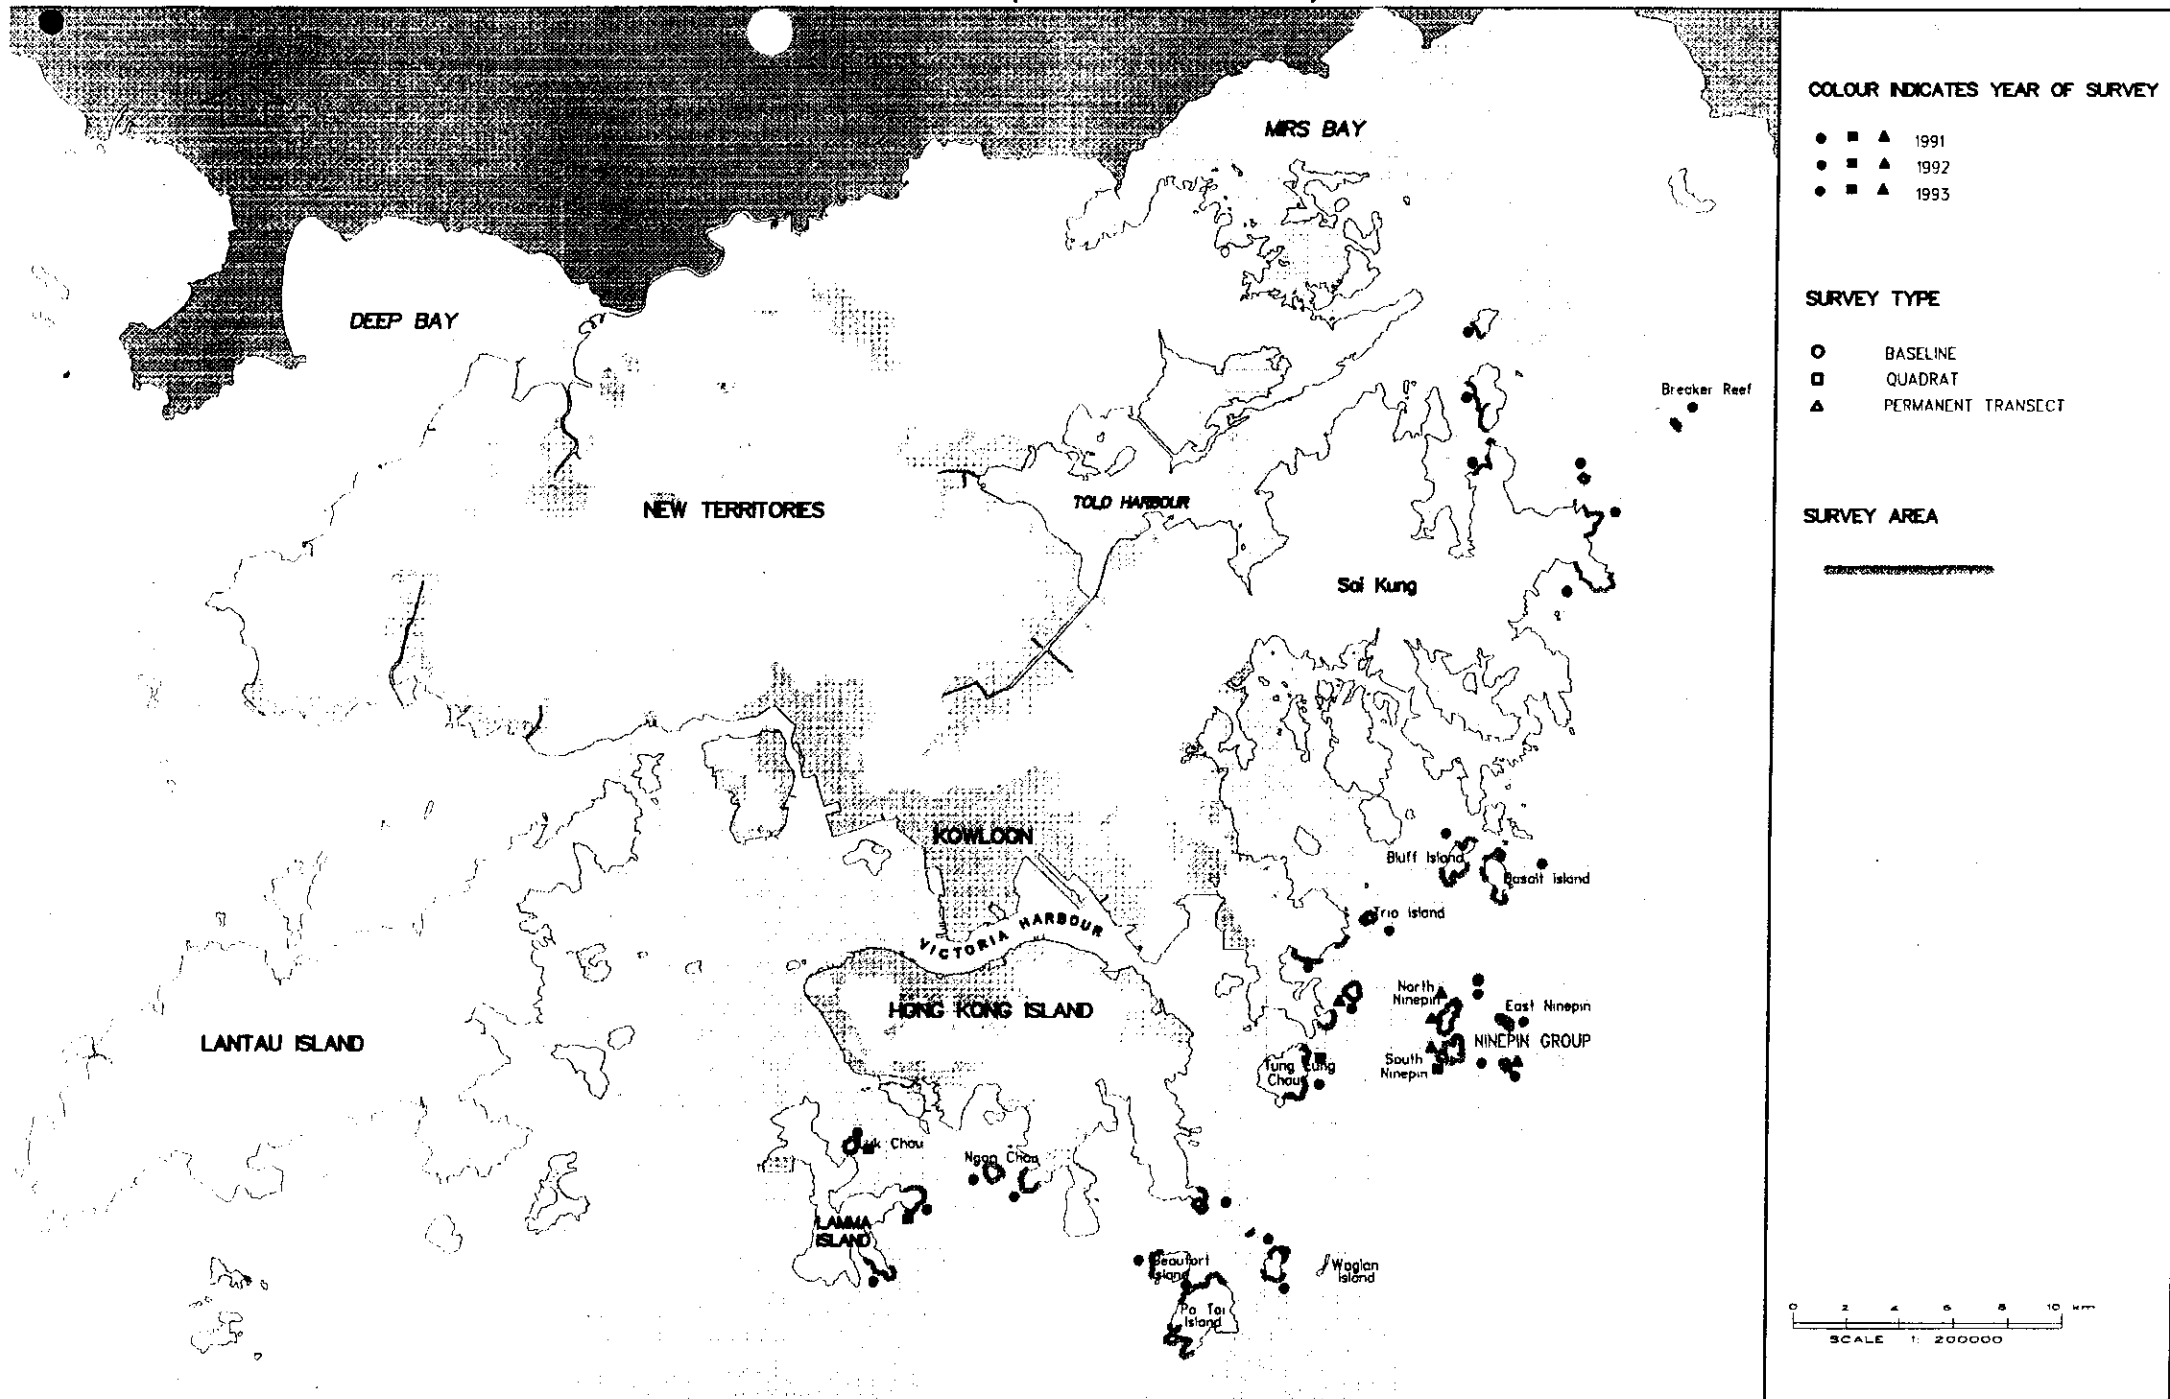 COLOUR INDICATES YEAR OF SURVEY
1991
1992
1993
SURVEY TYPE
BASELINE
QUADRAT
PERMANENT TRANSECT
SURVEY AREA
0 2 4 6 8 10 km
SCALE 1: 200000
MIRS BAY
DEEP BAY
Breaker Reef
NEW TERRITORIES
TOLO HARBOUR
Sai Kung
KOWLOON
Bluff Island
Basalt island
Trio island
VICTORIA HARBOUR
North
Ninepin
East Ninepin
HONG KONG ISLAND
LANTAU ISLAND
NINEPIN GROUP
South
Ninepin
Tung Lung
Chau
Chau
Ngan Chau
LAMMA
ISLAND
Beaufort
Island
Waglan
Island
Po Toi
Island